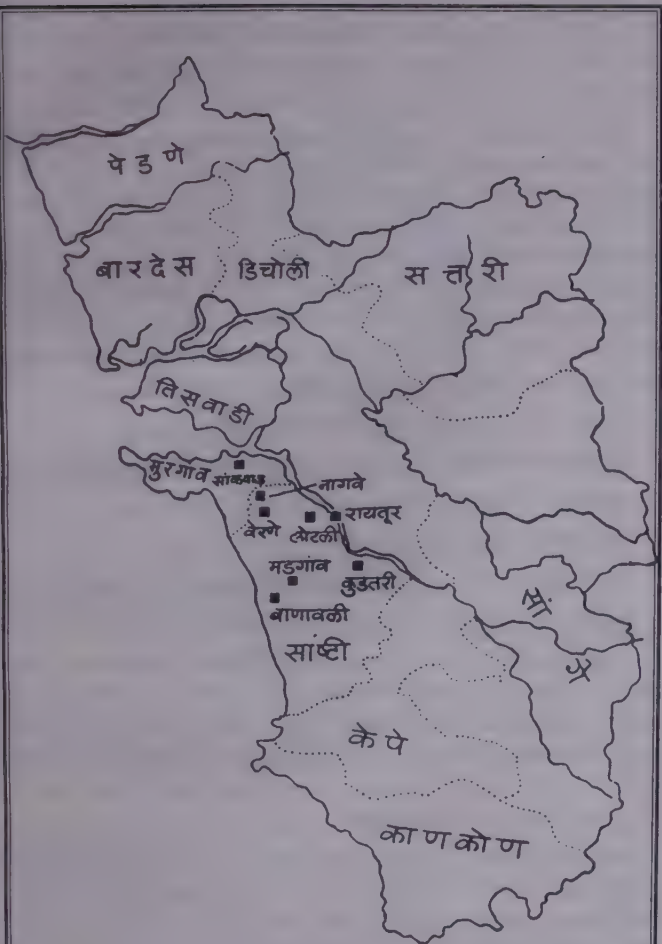 पेडणे
बारदेस
डिचोली
सत्तरी
तिसवाडी
मुरगांव
नागवे
वेरणे
लोटली
रायतूर
मडगांव
कुडतरी
बाणावली
साष्टी
सां
गे
केपे
काणकोण